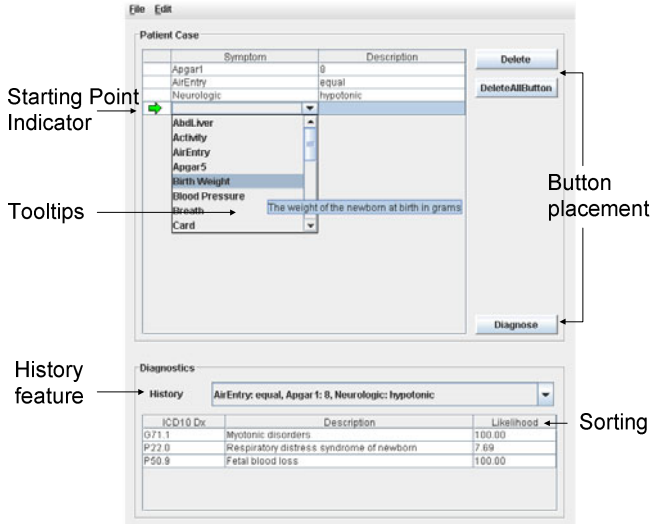 File Edit
Patient Case
Symptom Description
Apgar1 8
AirEntry equal
Neurologic hypotonic
Delete
DeleteAllButton
Starting Point
Indicator
AbdLiver
Activity
AirEntry
Apgar5
Birth Weight
Blood Pressure
Breath
Card
The weight of the newborn at birth in grams
Tooltips
Button
placement
Diagnose
Diagnostics
History
feature
History AirEntry: equal, Apgar 1: 8, Neurologic: hypotonic
Sorting
ICD10 Dx Description Likelihood
G71.1 Myotonic disorders 100.00
P22.0 Respiratory distress syndrome of newborn 7.69
P50.9 Fetal blood loss 100.00